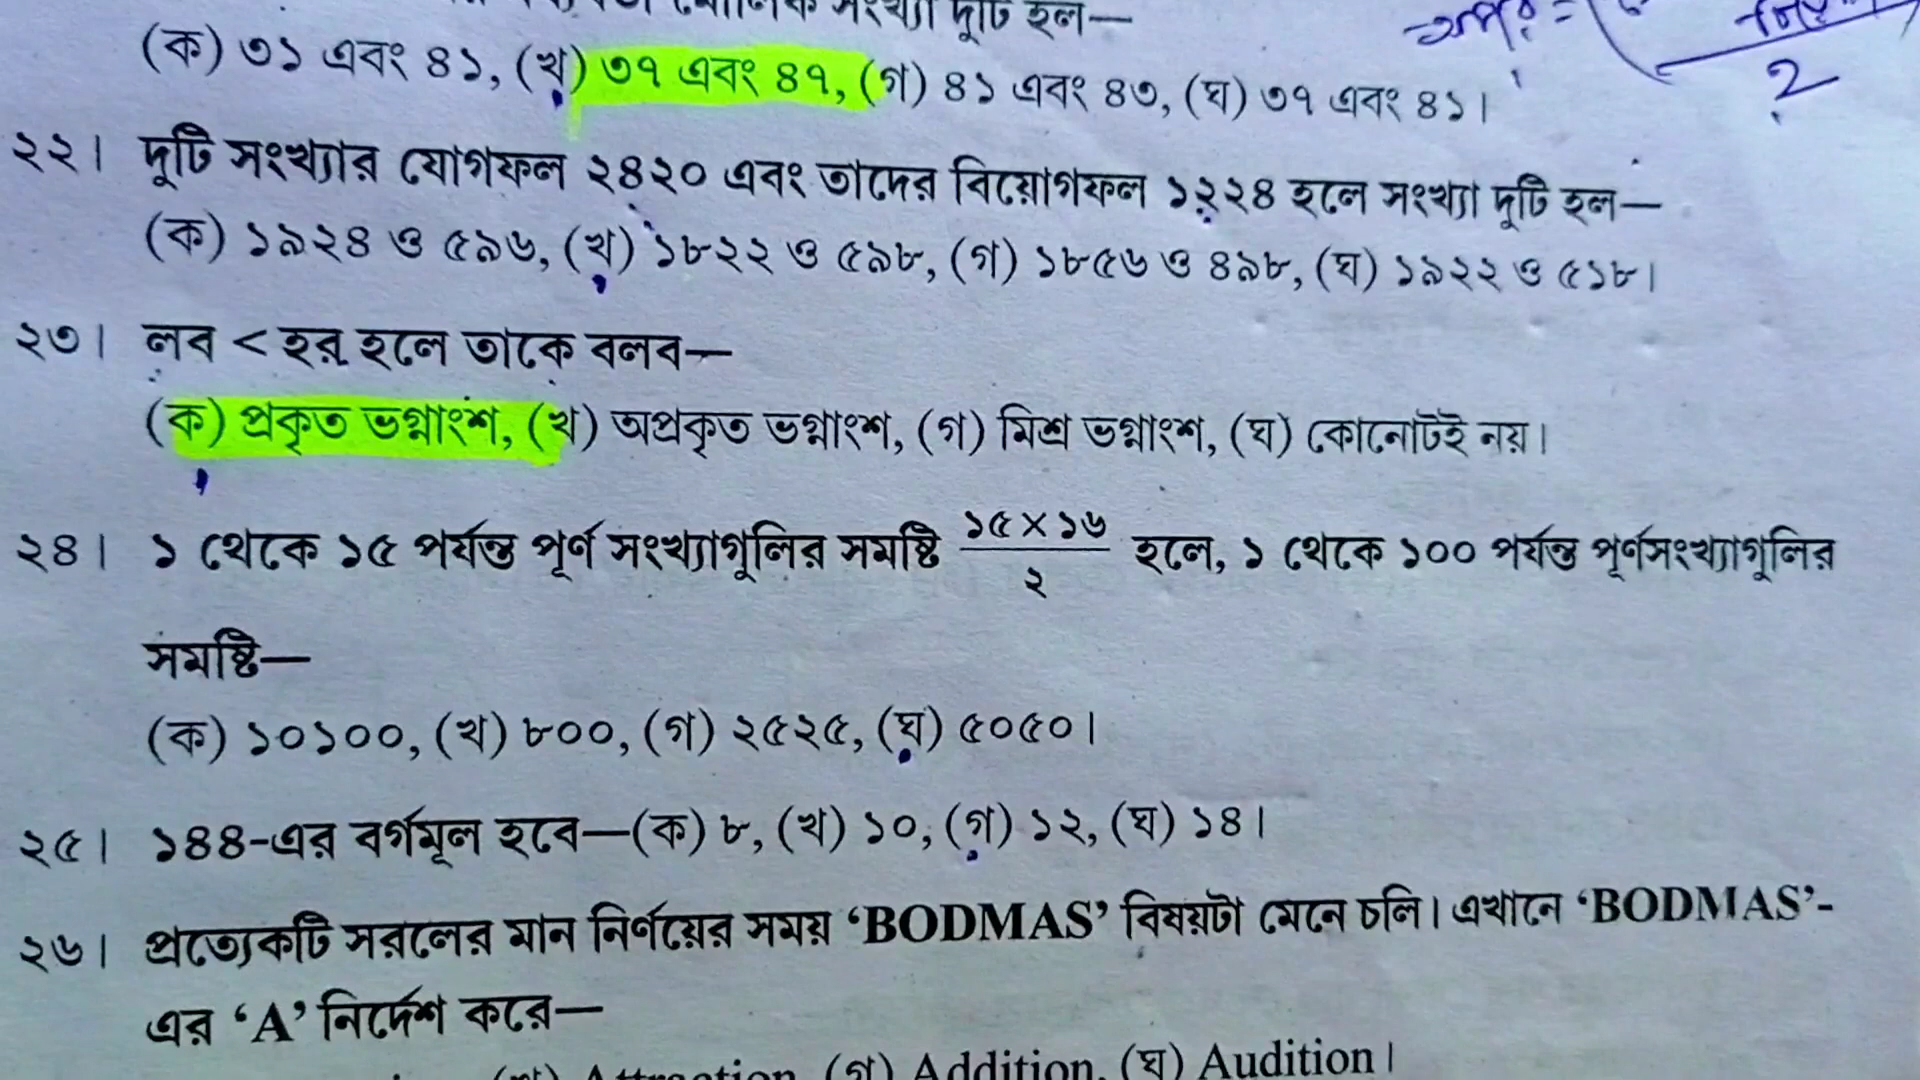 সংখ্যা দুটি হল—
(ক) ৩১ এবং ৪১, (খ) ৩৭ এবং ৪৭, (গ) ৪১ এবং ৪৩, (ঘ) ৩৭ এবং ৪১।
২
২২। দুটি সংখ্যার যোগফল ২৪২০ এবং তাদের বিয়োগফল ১২২৪ হলে সংখ্যা দুটি হল—
(ক) ১৯২৪ ও ৫৯৬, (খ) ১৮২২ ও ৫৯৮, (গ) ১৮৫৬ ও ৪৯৮, (ঘ) ১৯২২ ও ৫১৮।
২৩। লব < হর হলে তাকে বলব—
(ক) প্রকৃত ভগ্নাংশ, (খ) অপ্রকৃত ভগ্নাংশ, (গ) মিশ্র ভগ্নাংশ, (ঘ) কোনোটিই নয়।
২৪। ১ থেকে ১৫ পর্যন্ত পূর্ণ সংখ্যাগুলির সমষ্টি ১৫ × ১৬ / ২ হলে, ১ থেকে ১০০ পর্যন্ত পূর্ণসংখ্যাগুলির
সমষ্টি—
(ক) ১০১০০, (খ) ৮০০, (গ) ২৫২৫, (ঘ) ৫০৫০।
২৫। ১৪৪-এর বর্গমূল হবে—(ক) ৮, (খ) ১০, (গ) ১২, (ঘ) ১৪।
২৬। প্রত্যেকটি সরলের মান নির্ণয়ের সময় ‘BODMAS’ বিষয়টা মেনে চলি। এখানে ‘BODMAS’-
এর ‘A’ নির্দেশ করে—
(খ) Attraction, (গ) Addition, (ঘ) Audition।